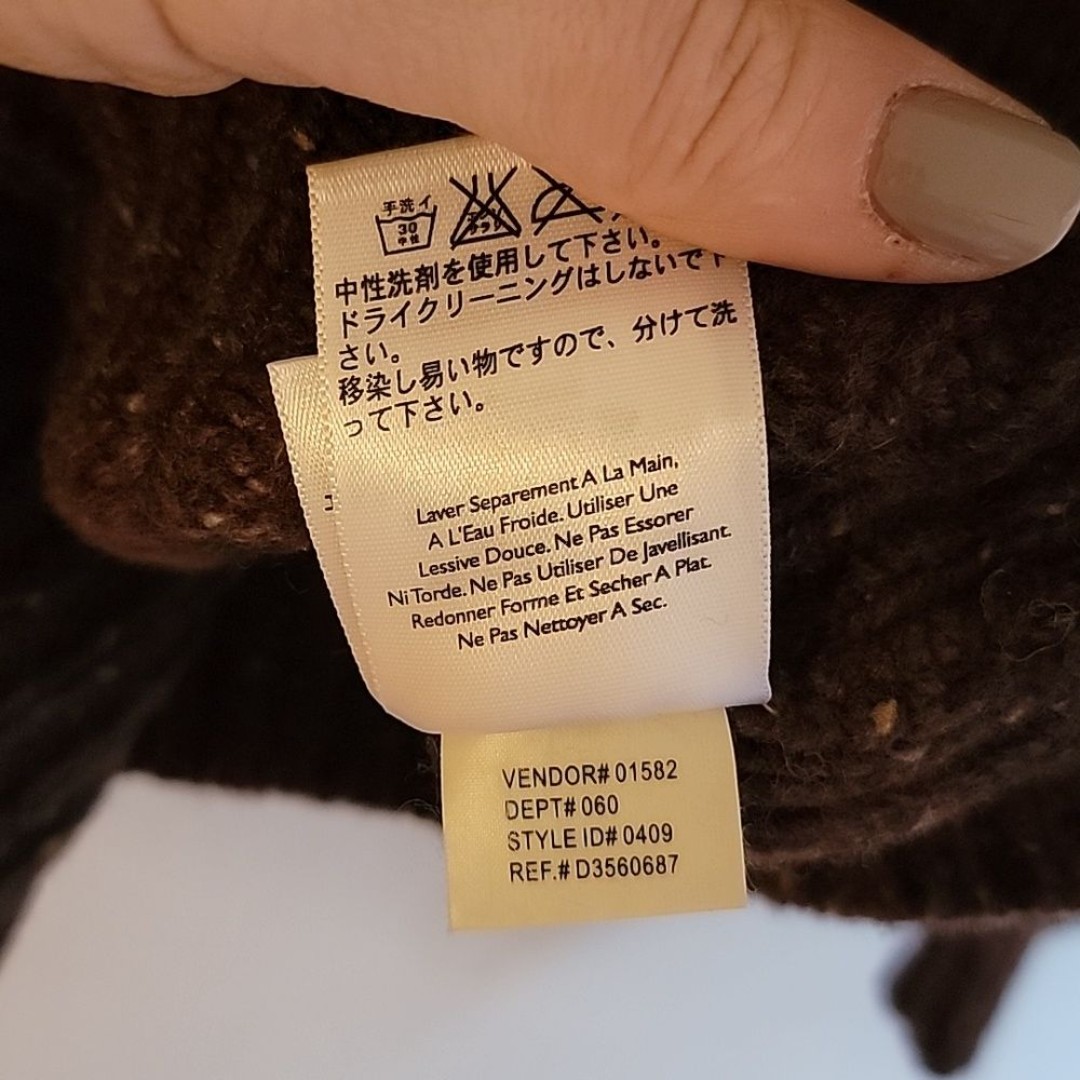 手洗イ
30
中性
中性洗剤を使用して下さい。
ドライクリーニングはしないで下
さい。
移染し易い物ですので、分けて洗
って下さい。
Laver Separement A La Main,
A L'Eau Froide. Utiliser Une
Lessive Douce. Ne Pas Essorer
Ni Torde. Ne Pas Utiliser De Javellisant.
Redonner Forme Et Secher A Plat.
Ne Pas Nettoyer A Sec.
VENDOR# 01582
DEPT# 060
STYLE ID# 0409
REF.# D3560687